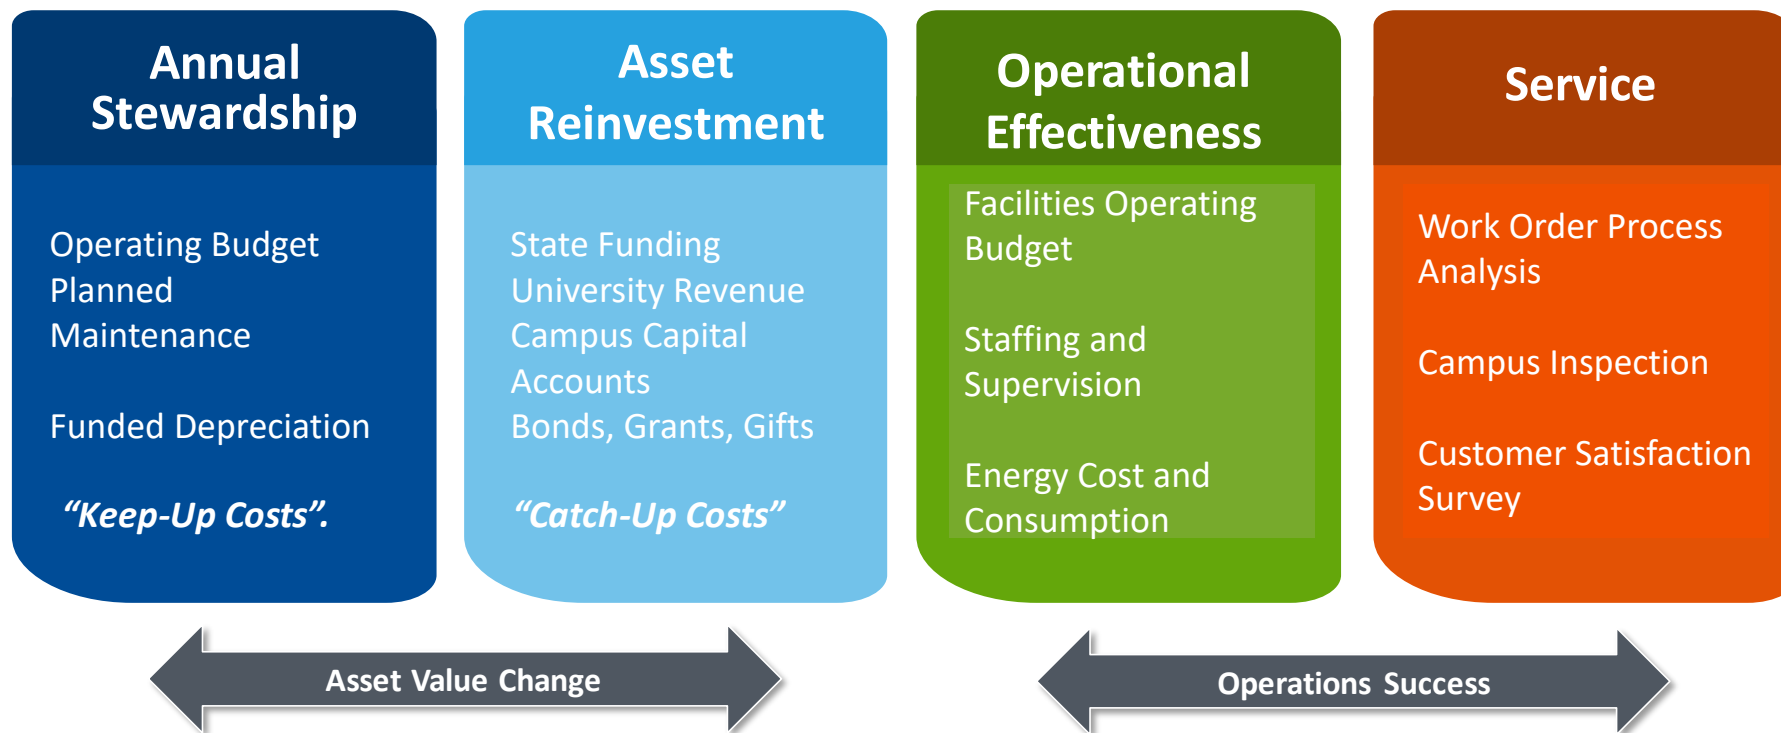 Annual
Stewardship
Operating Budget
Planned
Maintenance
Funded Depreciation
“Keep-Up Costs”.
Asset
Reinvestment
State Funding
University Revenue
Campus Capital
Accounts
Bonds, Grants, Gifts
“Catch-Up Costs”
Operational
Effectiveness
Facilities Operating
Budget
Staffing and
Supervision
Energy Cost and
Consumption
Service
Work Order Process
Analysis
Campus Inspection
Customer Satisfaction
Survey
Asset Value Change
Operations Success